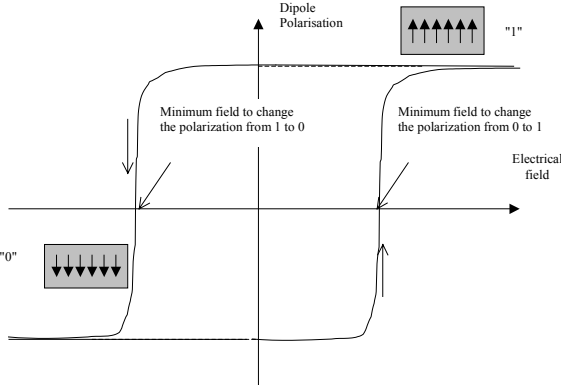 Dipole
Polarisation
"1"
Minimum field to change
the polarization from 1 to 0
Minimum field to change
the polarization from 0 to 1
Electrical
field
"0"